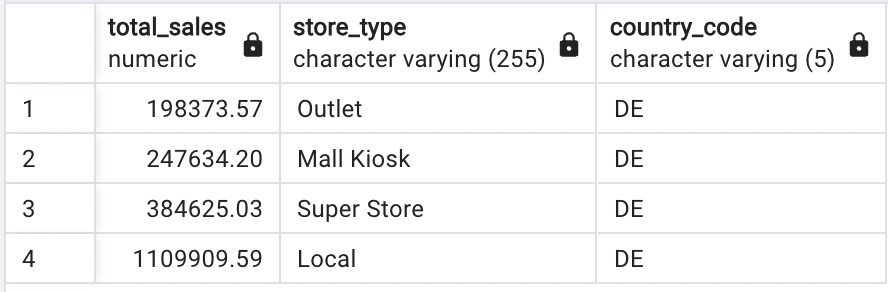 total_sales store_type country_code
numeric character varying (255) character varying (5)
1 198373.57 Outlet DE
2 247634.20 Mall Kiosk DE
3 384625.03 Super Store DE
4 1109909.59 Local DE